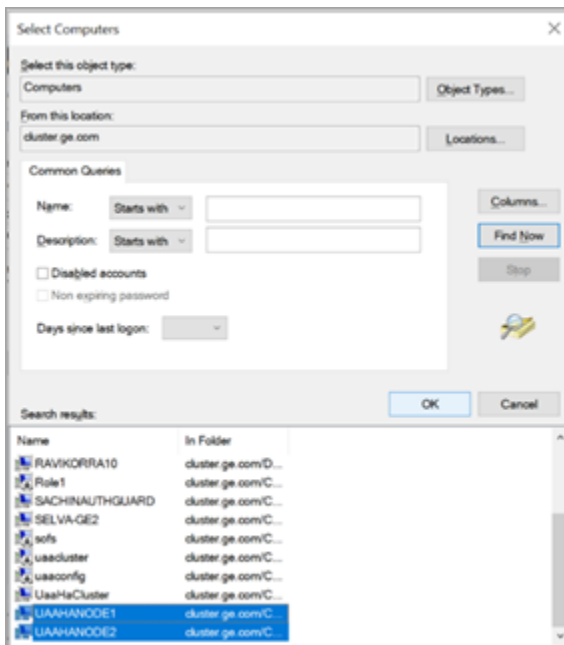 Select Computers
Select this object type:
Computers
Object Types...
From this location:
cluster.ge.com
Locations...
Common Queries
Name: Starts with
Columns...
Description: Starts with
Find Now
Disabled accounts
Stop
Non expiring password
Days since last logon:
OK Cancel
Search results:
Name In Folder
RAVIKORRA10 cluster.ge.com/D...
Role1 cluster.ge.com/C...
SACHINAUTHGUARD cluster.ge.com/C...
SELVA-GE2 cluster.ge.com/C...
sofs cluster.ge.com/C...
uaacluster cluster.ge.com/C...
uaaconfig cluster.ge.com/C...
UaaHaCluster cluster.ge.com/C...
UAAHANODE1 cluster.ge.com/C...
UAAHANODE2 cluster.ge.com/C...